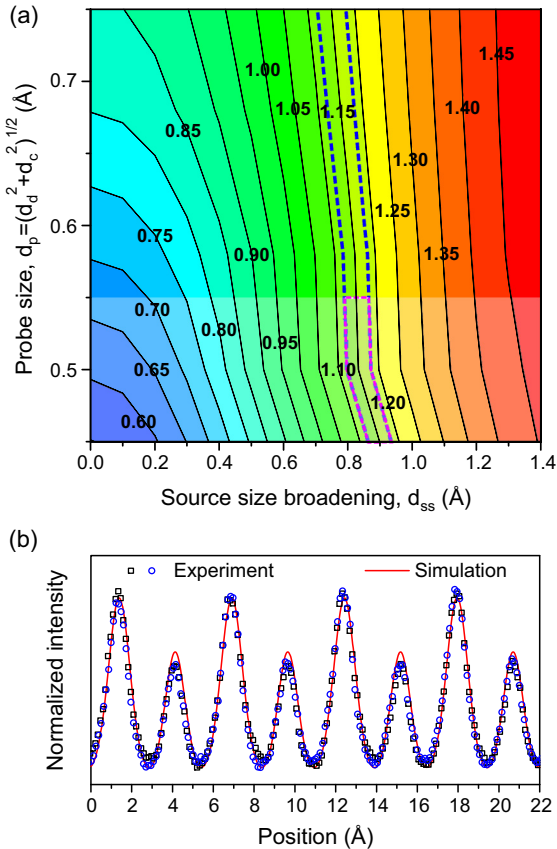 (a)
0.7
0.6
0.5
Probe size, d_p =(d_d^2 +d_c^2 )^1/2 (Å)
1.00
1.45
1.05
1.15
1.40
0.85
1.30
0.75
0.90
1.25
1.35
0.70
0.80
0.95
0.65
1.10
0.60
1.20
0.0 0.2 0.4 0.6 0.8 1.0 1.2 1.4
Source size broadening, d_ss (Å)
(b)
Experiment Simulation
Normalized intensity
0 2 4 6 8 10 12 14 16 18 20 22
Position (Å)